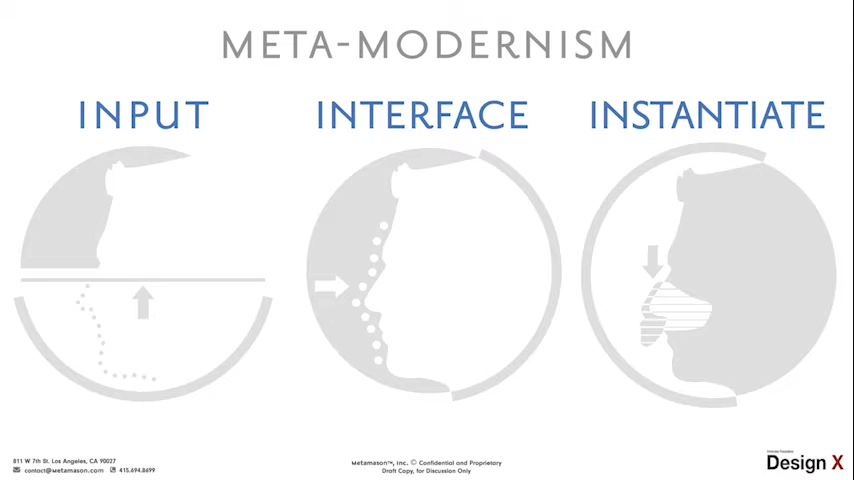 META-MODERNISM
INPUT
INTERFACE
INSTANTIATE
811 W 7th St. Los Angeles, CA 90027
contact@Metamason.com 415.694.8699
Metamason™, Inc. © Confidential and Proprietary
Draft Copy, for Discussion Only
Design X